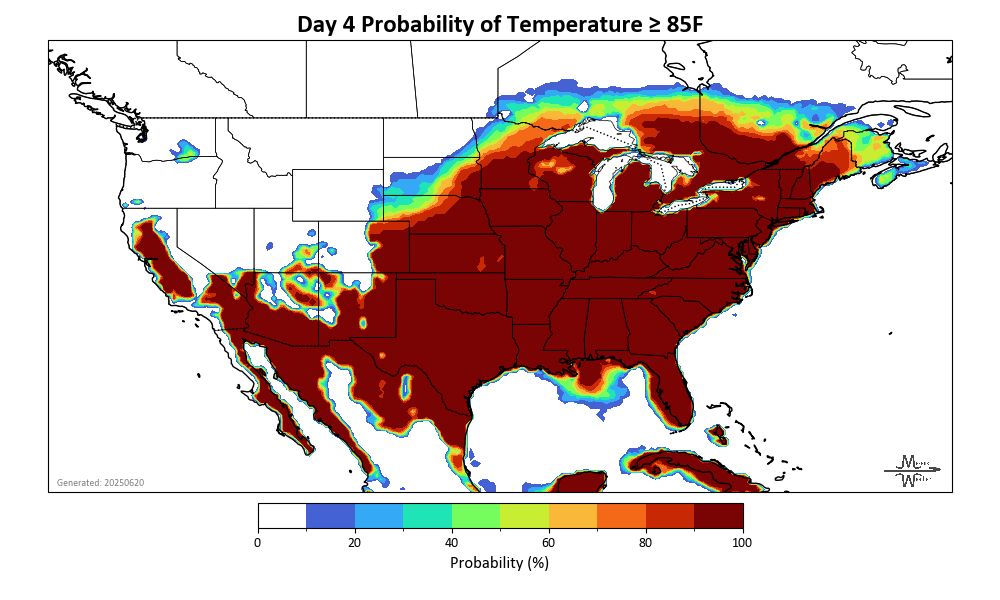 Day 4 Probability of Temperature ≥ 85F
Generated: 20250620
0 20 40 60 80 100
Probability (%)